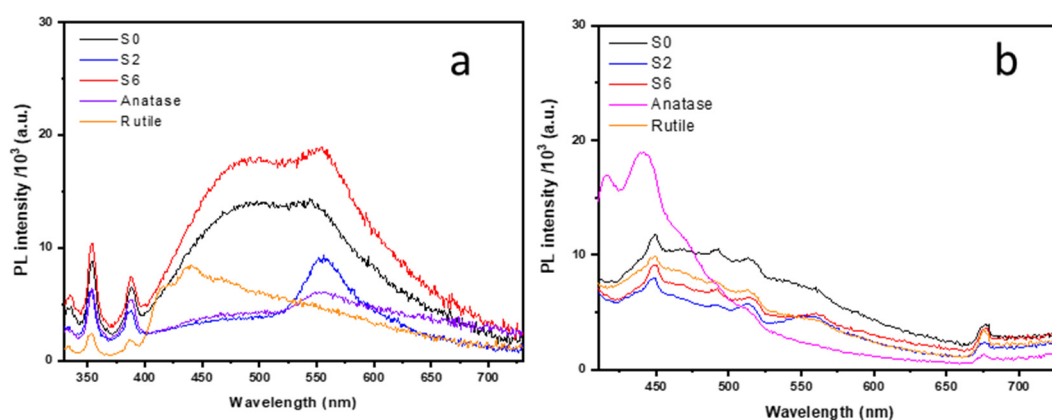 a
S0
S2
S6
Anatase
Rutile
30
20
10
0
PL intensity /10³ (a.u.)
350 400 450 500 550 600 650 700
Wavelength (nm)
b
S0
S2
S6
Anatase
Rutile
30
20
10
0
PL intensity /10³ (a.u.)
450 500 550 600 650 700
Wavelength (nm)